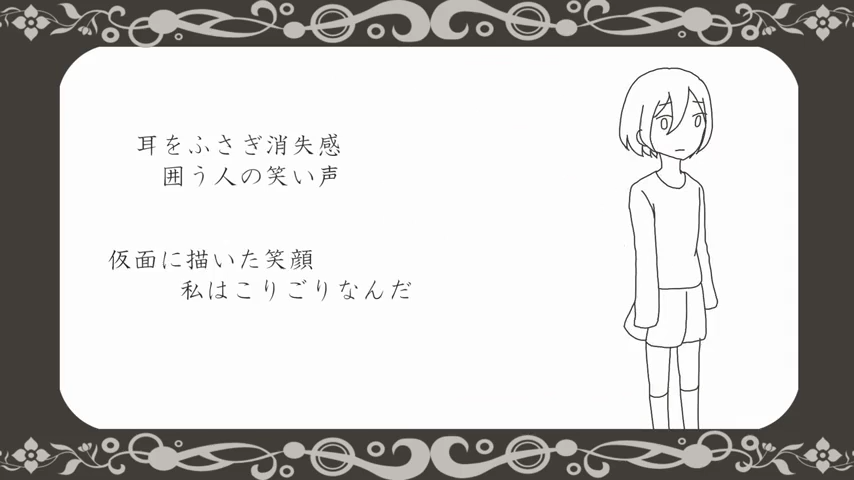 耳をふさぎ消失感
囲う人の笑い声
仮面に描いた笑顔
私はこりごりなんだ